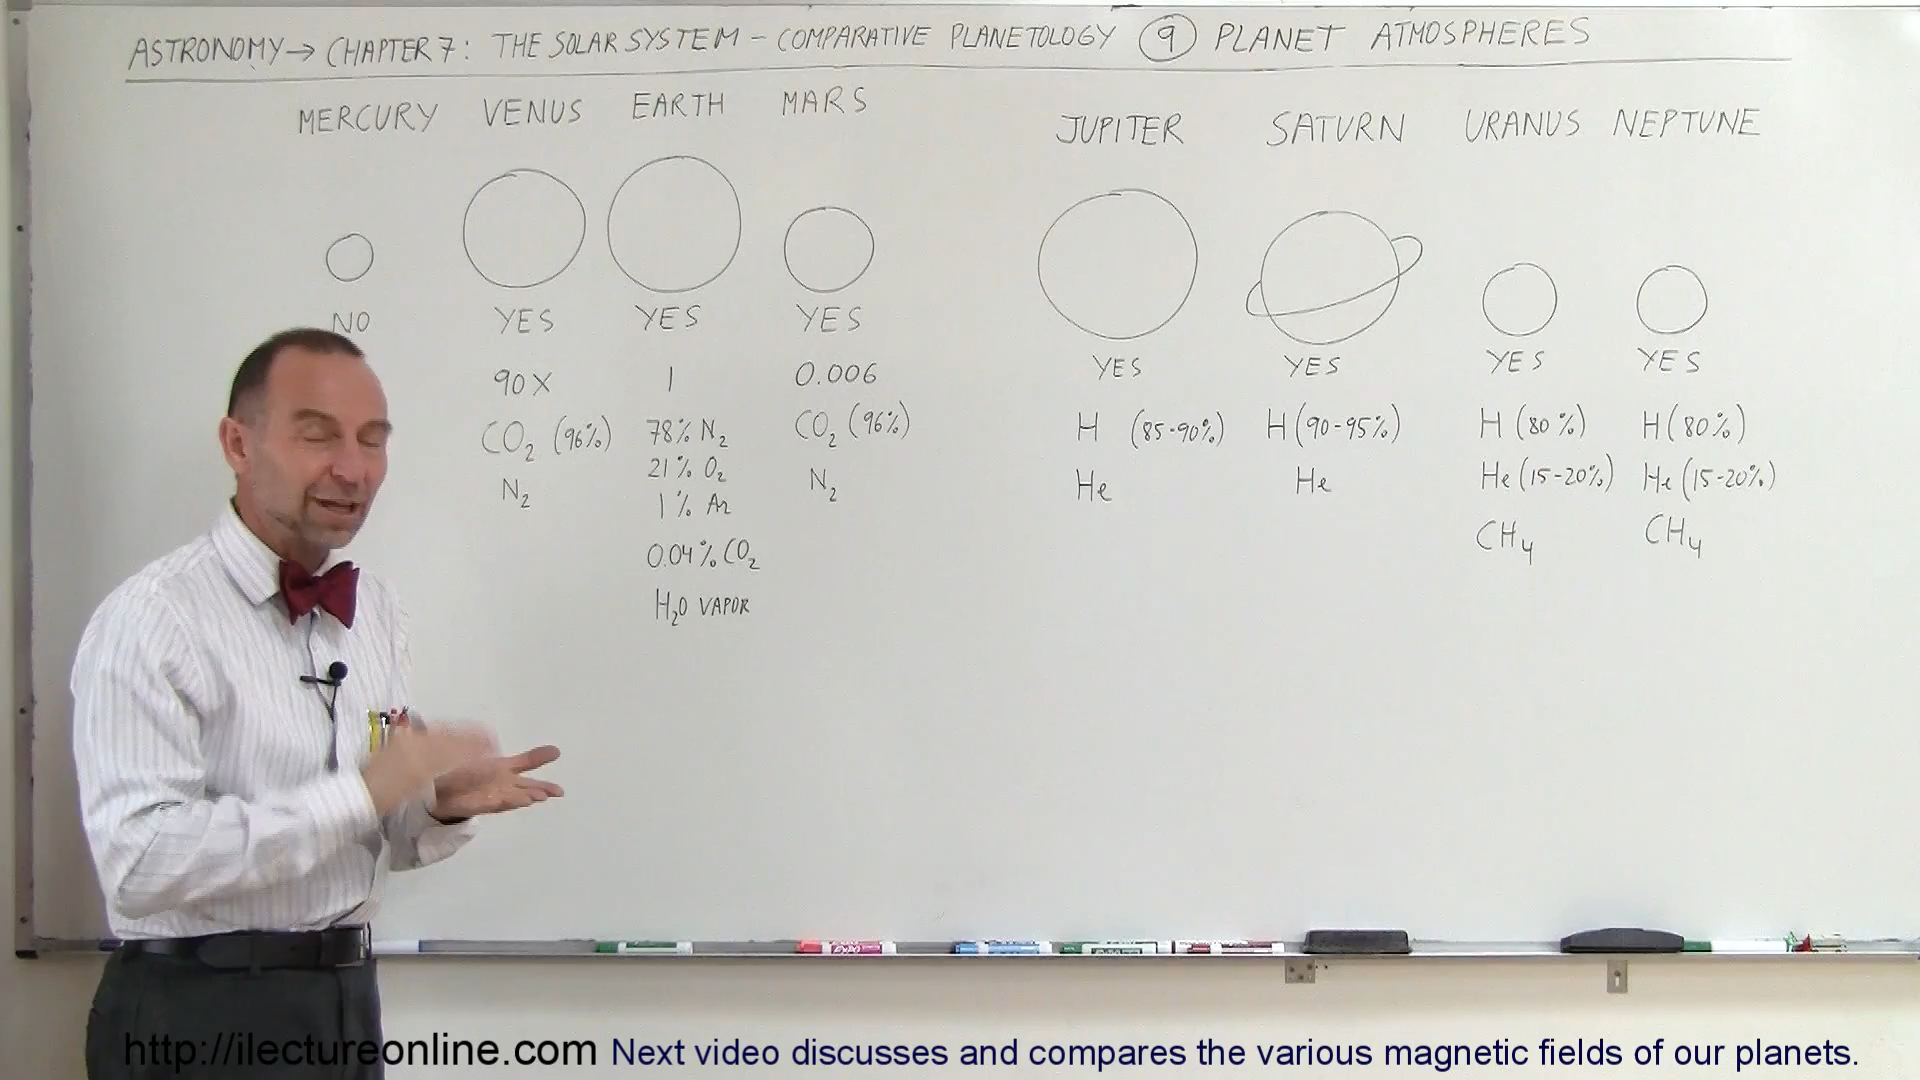 ASTRONOMY → CHAPTER 7: THE SOLAR SYSTEM - COMPARATIVE PLANETOLOGY 9 PLANET ATMOSPHERES
MERCURY VENUS EARTH MARS JUPITER SATURN URANUS NEPTUNE
NO YES YES YES YES YES YES YES
90X 1 0.006
CO₂ (96%) 78% N₂ CO₂ (96%) H (85-90%) H (90-95%) H (80%) H (80%)
21% O₂
N₂ 1% Ar N₂ He He He (15-20%) He (15-20%)
0.04% CO₂ CH₄ CH₄
H₂O VAPOR
http://ilectureonline.com Next video discusses and compares the various magnetic fields of our planets.